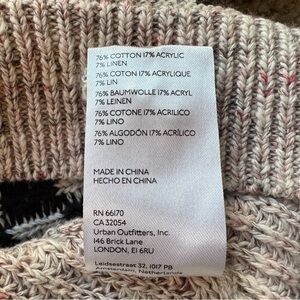 76% COTTON 17% ACRYLIC
7% LINEN
76% COTON 17% ACRYLIQUE
7% LIN
76% BAUMWOLLE 17% ACRYL
7% LEINEN
76% COTONE 17% ACRILICO
7% LINO
76% ALGODÓN 17% ACRÍLICO
7% LINO
MADE IN CHINA
HECHO EN CHINA
RN 66170
CA 32054
Urban Outfitters, Inc.
146 Brick Lane
LONDON, E1 6RU
Leidsestraat 32, 1017 PB
Amsterdam, Netherlands